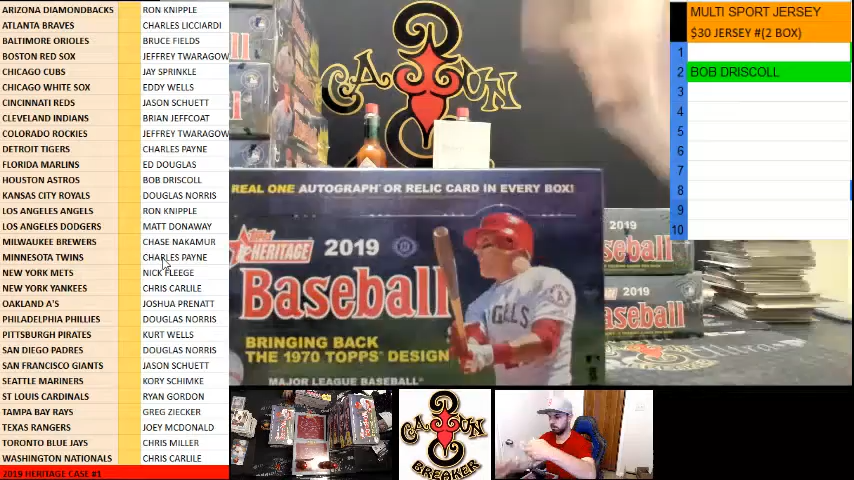 ARIZONA DIAMONDBACKS RON KNIPPLE
ATLANTA BRAVES CHARLES LICCIARDI
BALTIMORE ORIOLES BRUCE FIELDS
BOSTON RED SOX JEFFREY TWARAGOW
CHICAGO CUBS JAY SPRINKLE
CHICAGO WHITE SOX EDDY WELLS
CINCINNATI REDS JASON SCHUETT
CLEVELAND INDIANS BRIAN JEFFCOAT
COLORADO ROCKIES JEFFREY TWARAGOW
DETROIT TIGERS CHARLES PAYNE
FLORIDA MARLINS ED DOUGLAS
HOUSTON ASTROS BOB DRISCOLL
KANSAS CITY ROYALS DOUGLAS NORRIS
LOS ANGELES ANGELS RON KNIPPLE
LOS ANGELES DODGERS MATT DONAWAY
MILWAUKEE BREWERS CHASE NAKAMUR
MINNESOTA TWINS CHARLES PAYNE
NEW YORK METS NICK FLEEGE
NEW YORK YANKEES CHRIS CARLILE
OAKLAND A'S JOSHUA PRENATT
PHILADELPHIA PHILLIES DOUGLAS NORRIS
PITTSBURGH PIRATES KURT WELLS
SAN DIEGO PADRES DOUGLAS NORRIS
SAN FRANCISCO GIANTS JASON SCHUETT
SEATTLE MARINERS KORY SCHIMKE
ST LOUIS CARDINALS RYAN GORDON
TAMPA BAY RAYS GREG ZIECKER
TEXAS RANGERS JOEY MCDONALD
TORONTO BLUE JAYS CHRIS MILLER
WASHINGTON NATIONALS CHRIS CARLILE
2019 HERITAGE CASE #1
CAJUN
REAL ONE AUTOGRAPH OR RELIC CARD IN EVERY BOX!
Topps
HERITAGE 2019
Baseball
BRINGING BACK
THE 1970 TOPPS DESIGN
MAJOR LEAGUE BASEBALL
ANGELS
2019
seball
2019
seball
CAJUN
BREAKER
MULTI SPORT JERSEY
$30 JERSEY #(2 BOX)
1
2 BOB DRISCOLL
3
4
5
6
7
8
9
10